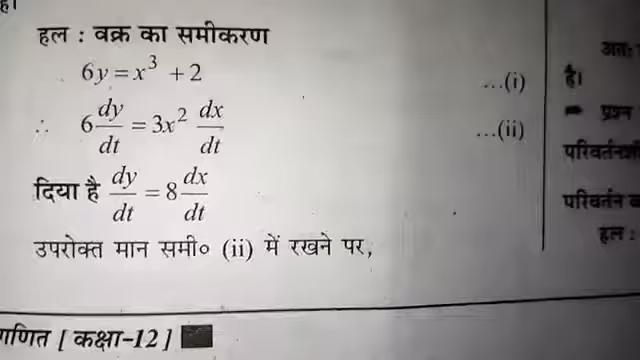 है।
हल : वक्र का समीकरण
6y = x³ + 2 ...(i)
∴ 6 dy/dt = 3x² dx/dt ...(ii)
दिया है dy/dt = 8 dx/dt
उपरोक्त मान समी० (ii) में रखने पर,
गणित [ कक्षा-12 ]
अतः
है।
प्रश्न
परिवर्तन
परिवर्तन
हल :